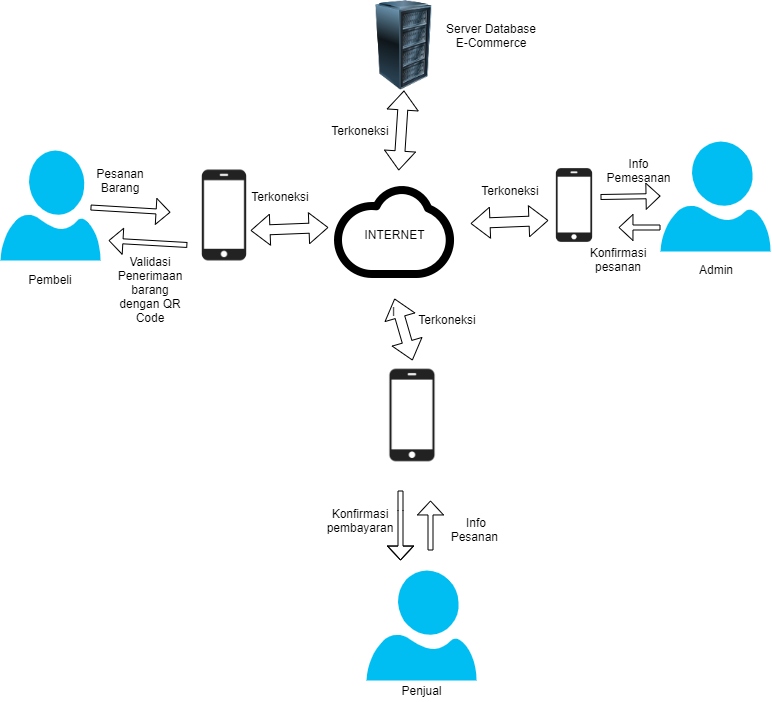 Server Database
E-Commerce
Terkoneksi
Pesanan
Barang
Terkoneksi
INTERNET
Terkoneksi
Info
Pemesanan
Konfirmasi
pesanan
Admin
Validasi
Penerimaan
barang
dengan QR
Code
Pembeli
Terkoneksi
Konfirmasi
pembayaran
Info
Pesanan
Penjual